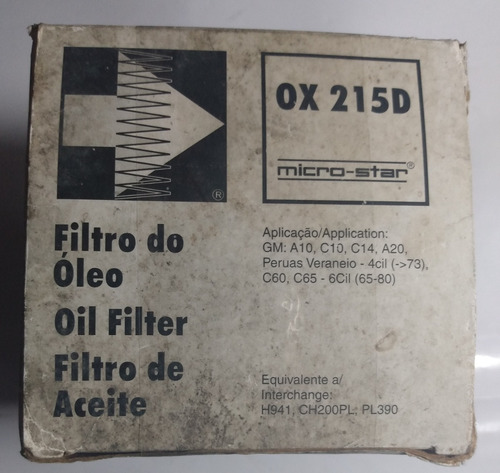 OX 215D
micro-star®
®
Filtro do
Óleo
Oil Filter
Filtro de
Aceite
Aplicação/Application:
GM: A10, C10, C14, A20,
Peruas Veraneio - 4cil (->73),
C60, C65 - 6Cil (65-80)
Equivalente a/
Interchange:
H941, CH200PL; PL390